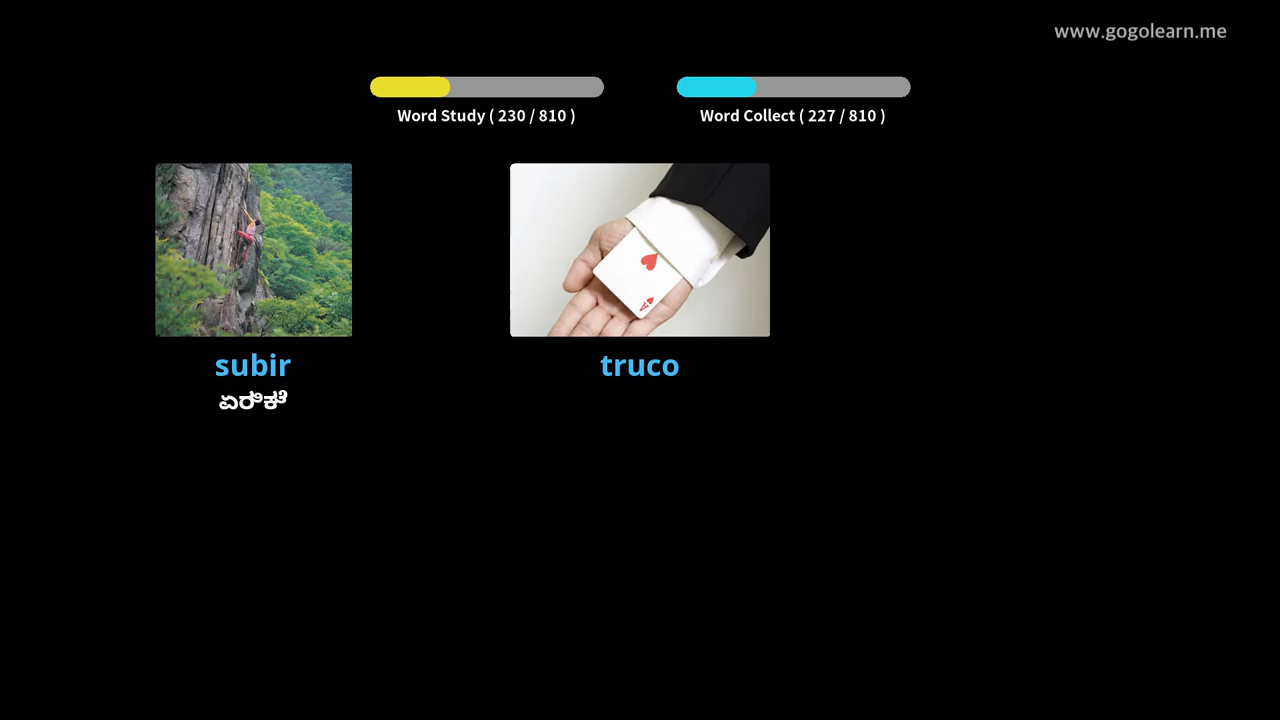 www.gogolearn.me
Word Study ( 230 / 810 )
Word Collect ( 227 / 810 )
subir
truco
ಏರಿಕೆ